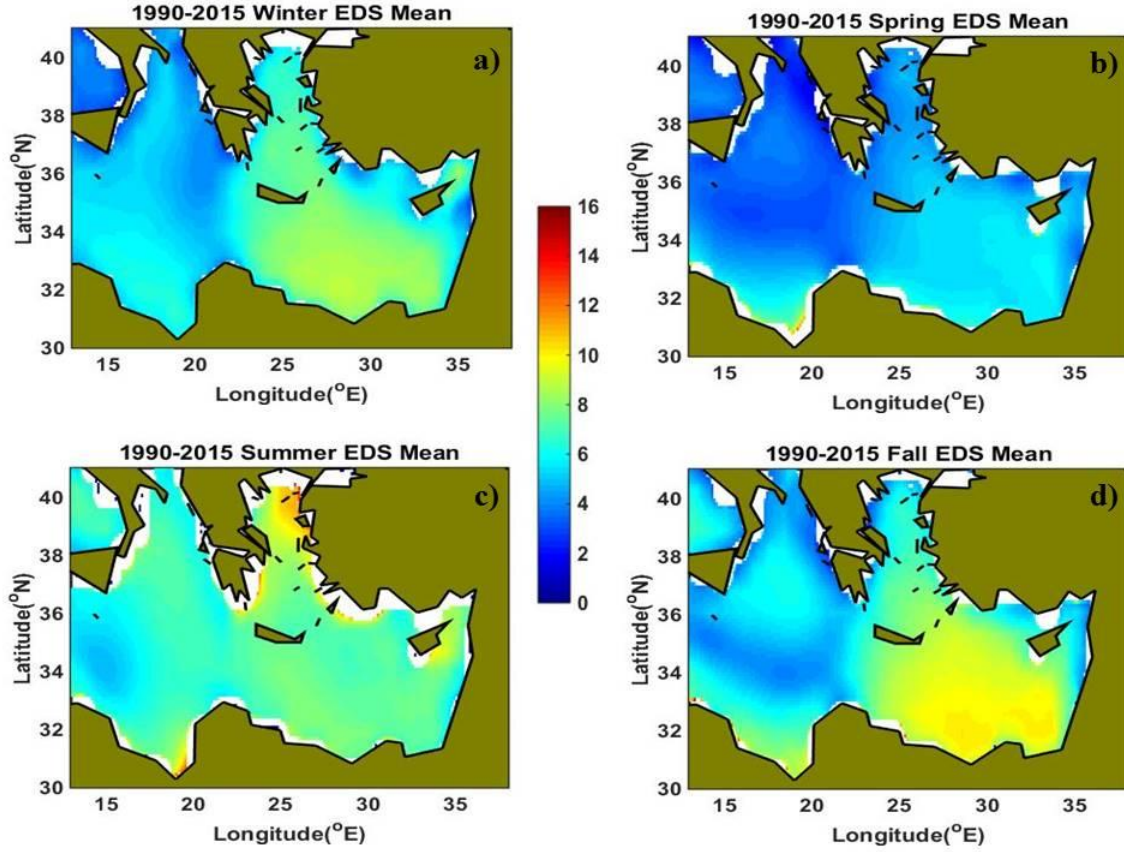 1990-2015 Winter EDS Mean
a)
Latitude(°N)
40
38
36
34
32
30
15 20 25 30 35
Longitude(°E)
1990-2015 Spring EDS Mean
b)
Latitude(°N)
40
38
36
34
32
30
15 20 25 30 35
Longitude(°E)
16
14
12
10
8
6
4
2
0
1990-2015 Summer EDS Mean
c)
Latitude(°N)
40
38
36
34
32
30
15 20 25 30 35
Longitude(°E)
1990-2015 Fall EDS Mean
d)
Latitude(°N)
40
38
36
34
32
30
15 20 25 30 35
Longitude(°E)